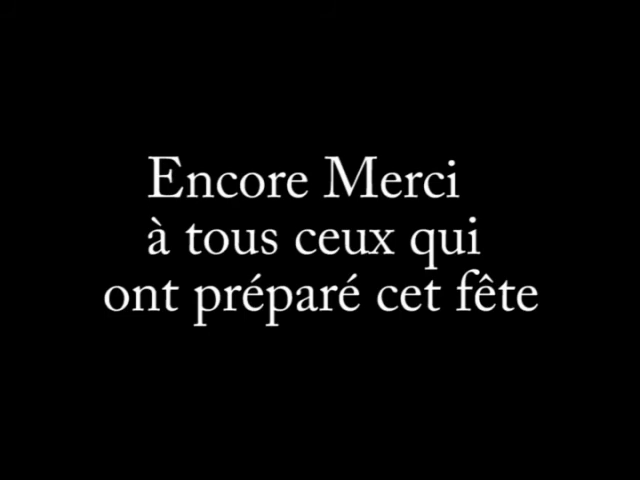 Encore Merci
à tous ceux qui
ont préparé cet fête